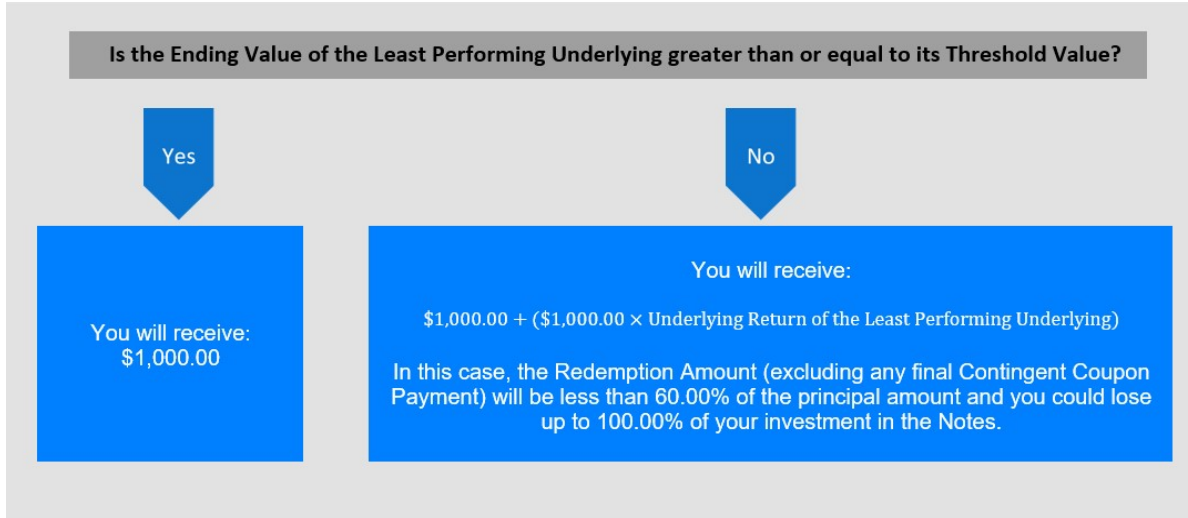 Is the Ending Value of the Least Performing Underlying greater than or equal to its Threshold Value?
Yes
No
You will receive:
$1,000.00
You will receive:
$1,000.00 + ($1,000.00 × Underlying Return of the Least Performing Underlying)
In this case, the Redemption Amount (excluding any final Contingent Coupon
Payment) will be less than 60.00% of the principal amount and you could lose
up to 100.00% of your investment in the Notes.